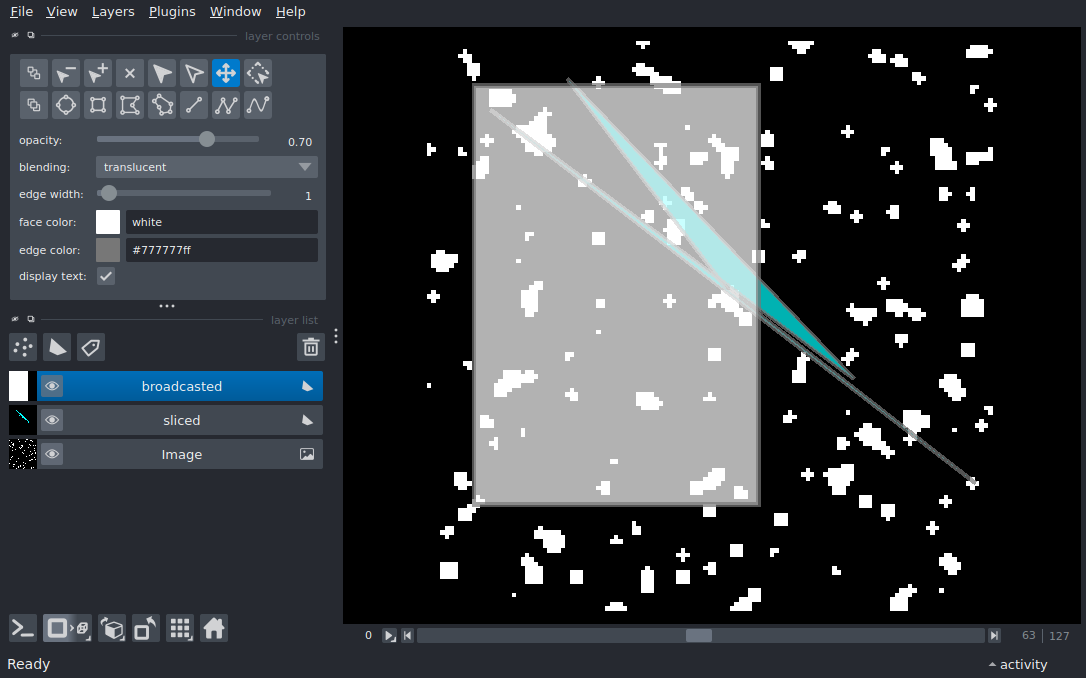 File View Layers Plugins Window Help
layer controls
opacity: 0.70
blending: translucent
edge width: 1
face color: white
edge color: #777777ff
display text:
layer list
broadcasted
sliced
Image
0 63 127
Ready activity